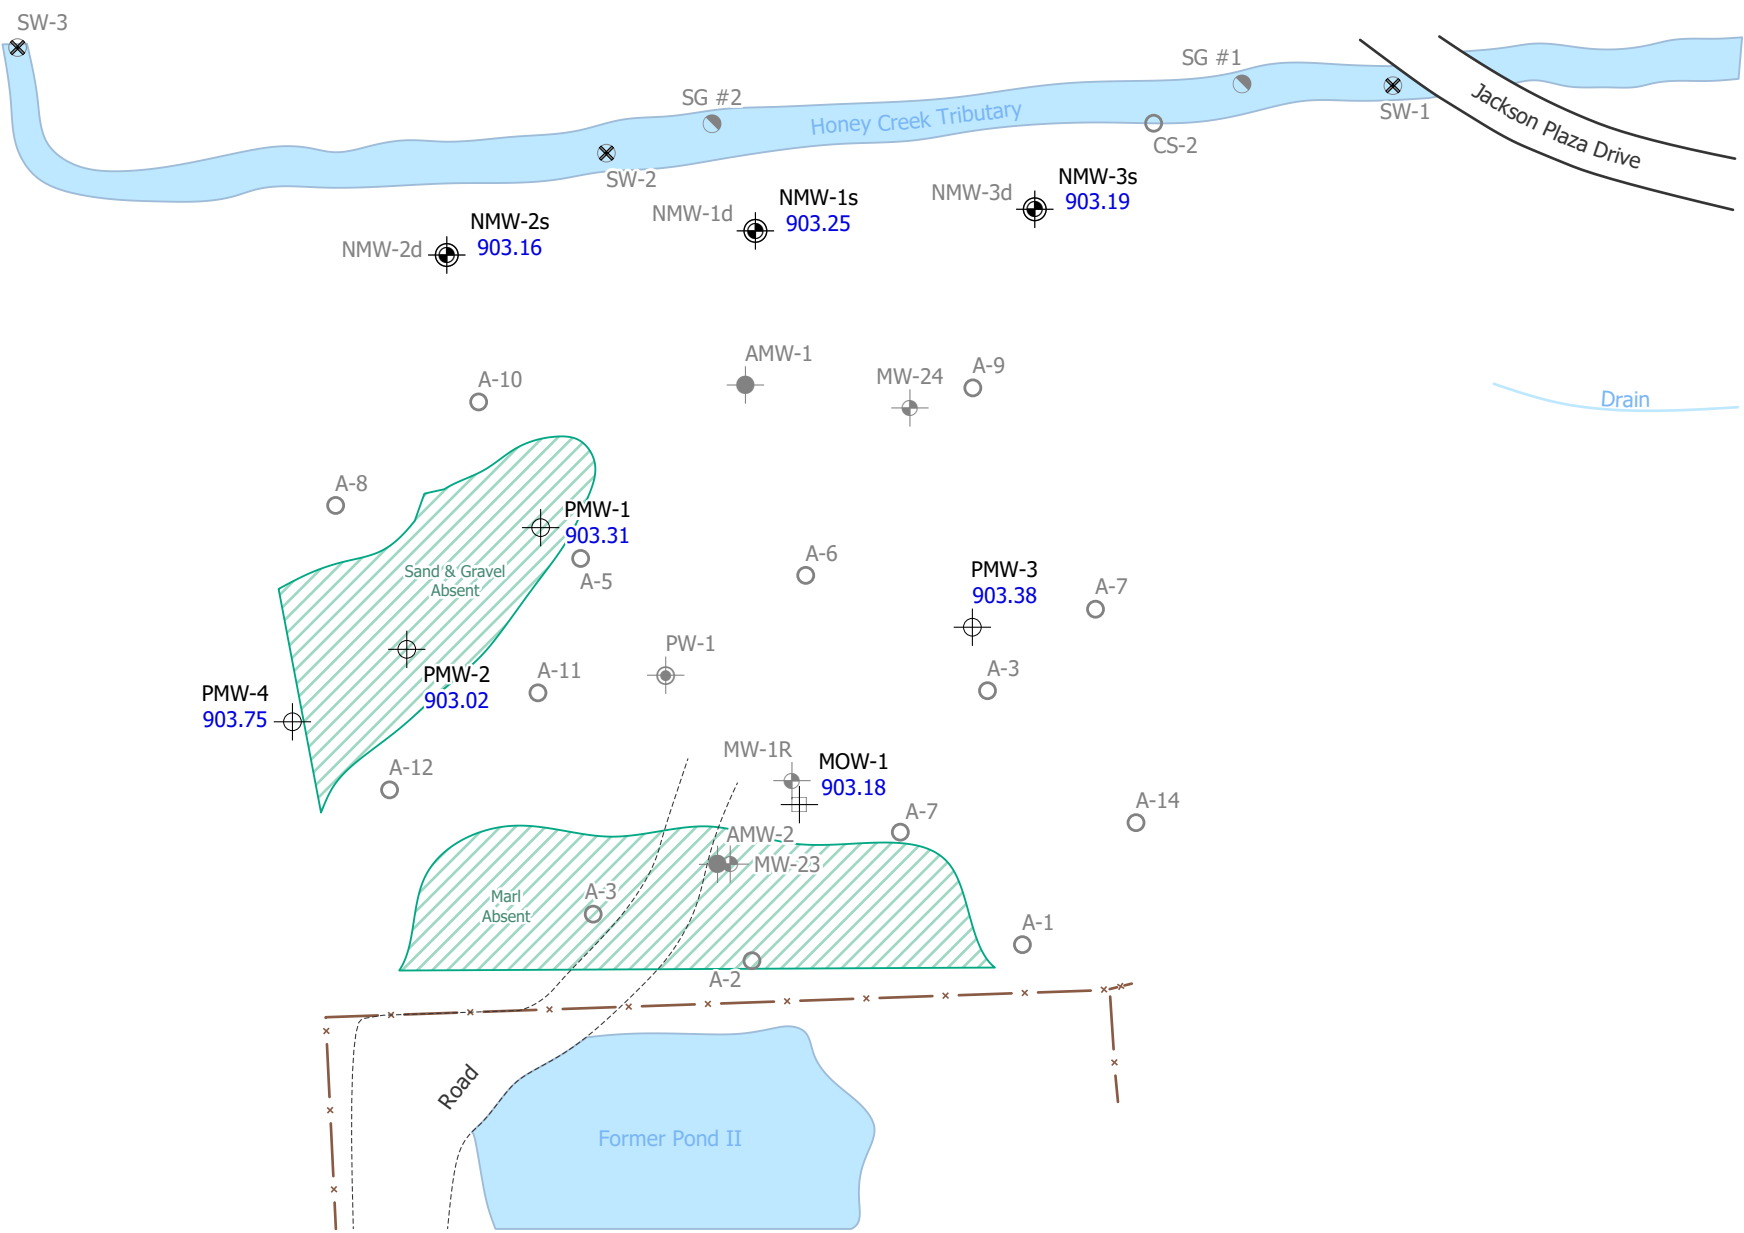 SW-3
SG #1
SG #2
Honey Creek Tributary
SW-1
Jackson Plaza Drive
CS-2
SW-2
NMW-3s
NMW-3d
903.19
NMW-1s
NMW-1d
903.25
NMW-2s
NMW-2d
903.16
AMW-1
MW-24
A-9
A-10
Drain
A-8
PMW-1
903.31
A-6
Sand & Gravel
Absent
A-5
PMW-3
903.38
A-7
PW-1
A-11
PMW-2
903.02
A-3
PMW-4
903.75
MW-1R
MOW-1
903.18
A-12
A-14
A-7
AMW-2
MW-23
A-3
Marl
Absent
A-1
A-2
Road
Former Pond II